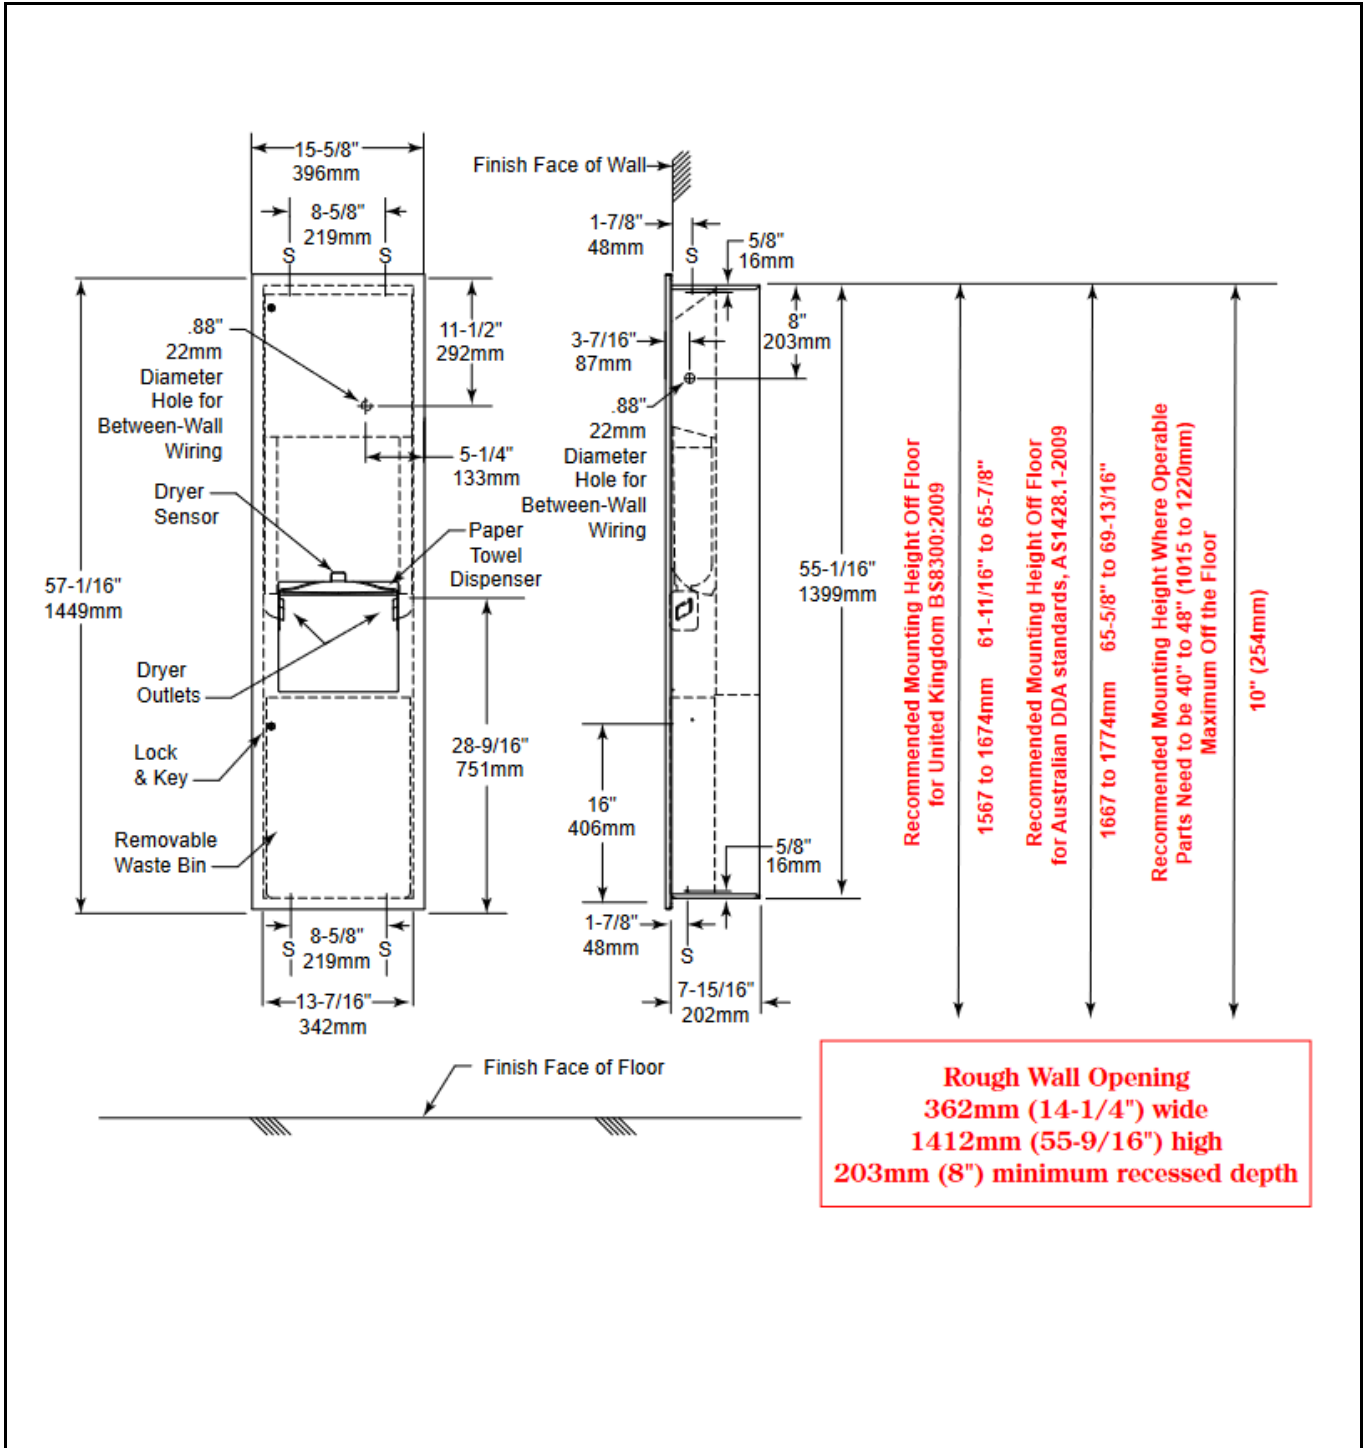 15-5/8"
396mm
8-5/8"
219mm
S
S
.88"
22mm
Diameter
Hole for
Between-Wall
Wiring
11-1/2"
292mm
5-1/4"
133mm
Dryer
Sensor
Paper
Towel
Dispenser
57-1/16"
1449mm
Dryer
Outlets
Lock
& Key
28-9/16"
751mm
Removable
Waste Bin
S
8-5/8"
219mm
S
13-7/16"
342mm
Finish Face of Wall
1-7/8"
48mm
S
5/8"
16mm
8"
203mm
3-7/16"
87mm
.88"
22mm
Diameter
Hole for
Between-Wall
Wiring
55-1/16"
1399mm
16"
406mm
5/8"
16mm
1-7/8"
48mm
S
7-15/16"
202mm
Recommended Mounting Height Off Floor
for United Kingdom BS8300:2009
1567 to 1674mm 61-11/16" to 65-7/8"
Recommended Mounting Height Off Floor
for Australian DDA standards, AS1428.1-2009
1667 to 1774mm 65-5/8" to 69-13/16"
Recommended Mounting Height Where Operable
Parts Need to be 40" to 48" (1015 to 1220mm)
Maximum Off the Floor
10" (254mm)
Finish Face of Floor
Rough Wall Opening
362mm (14-1/4") wide
1412mm (55-9/16") high
203mm (8") minimum recessed depth